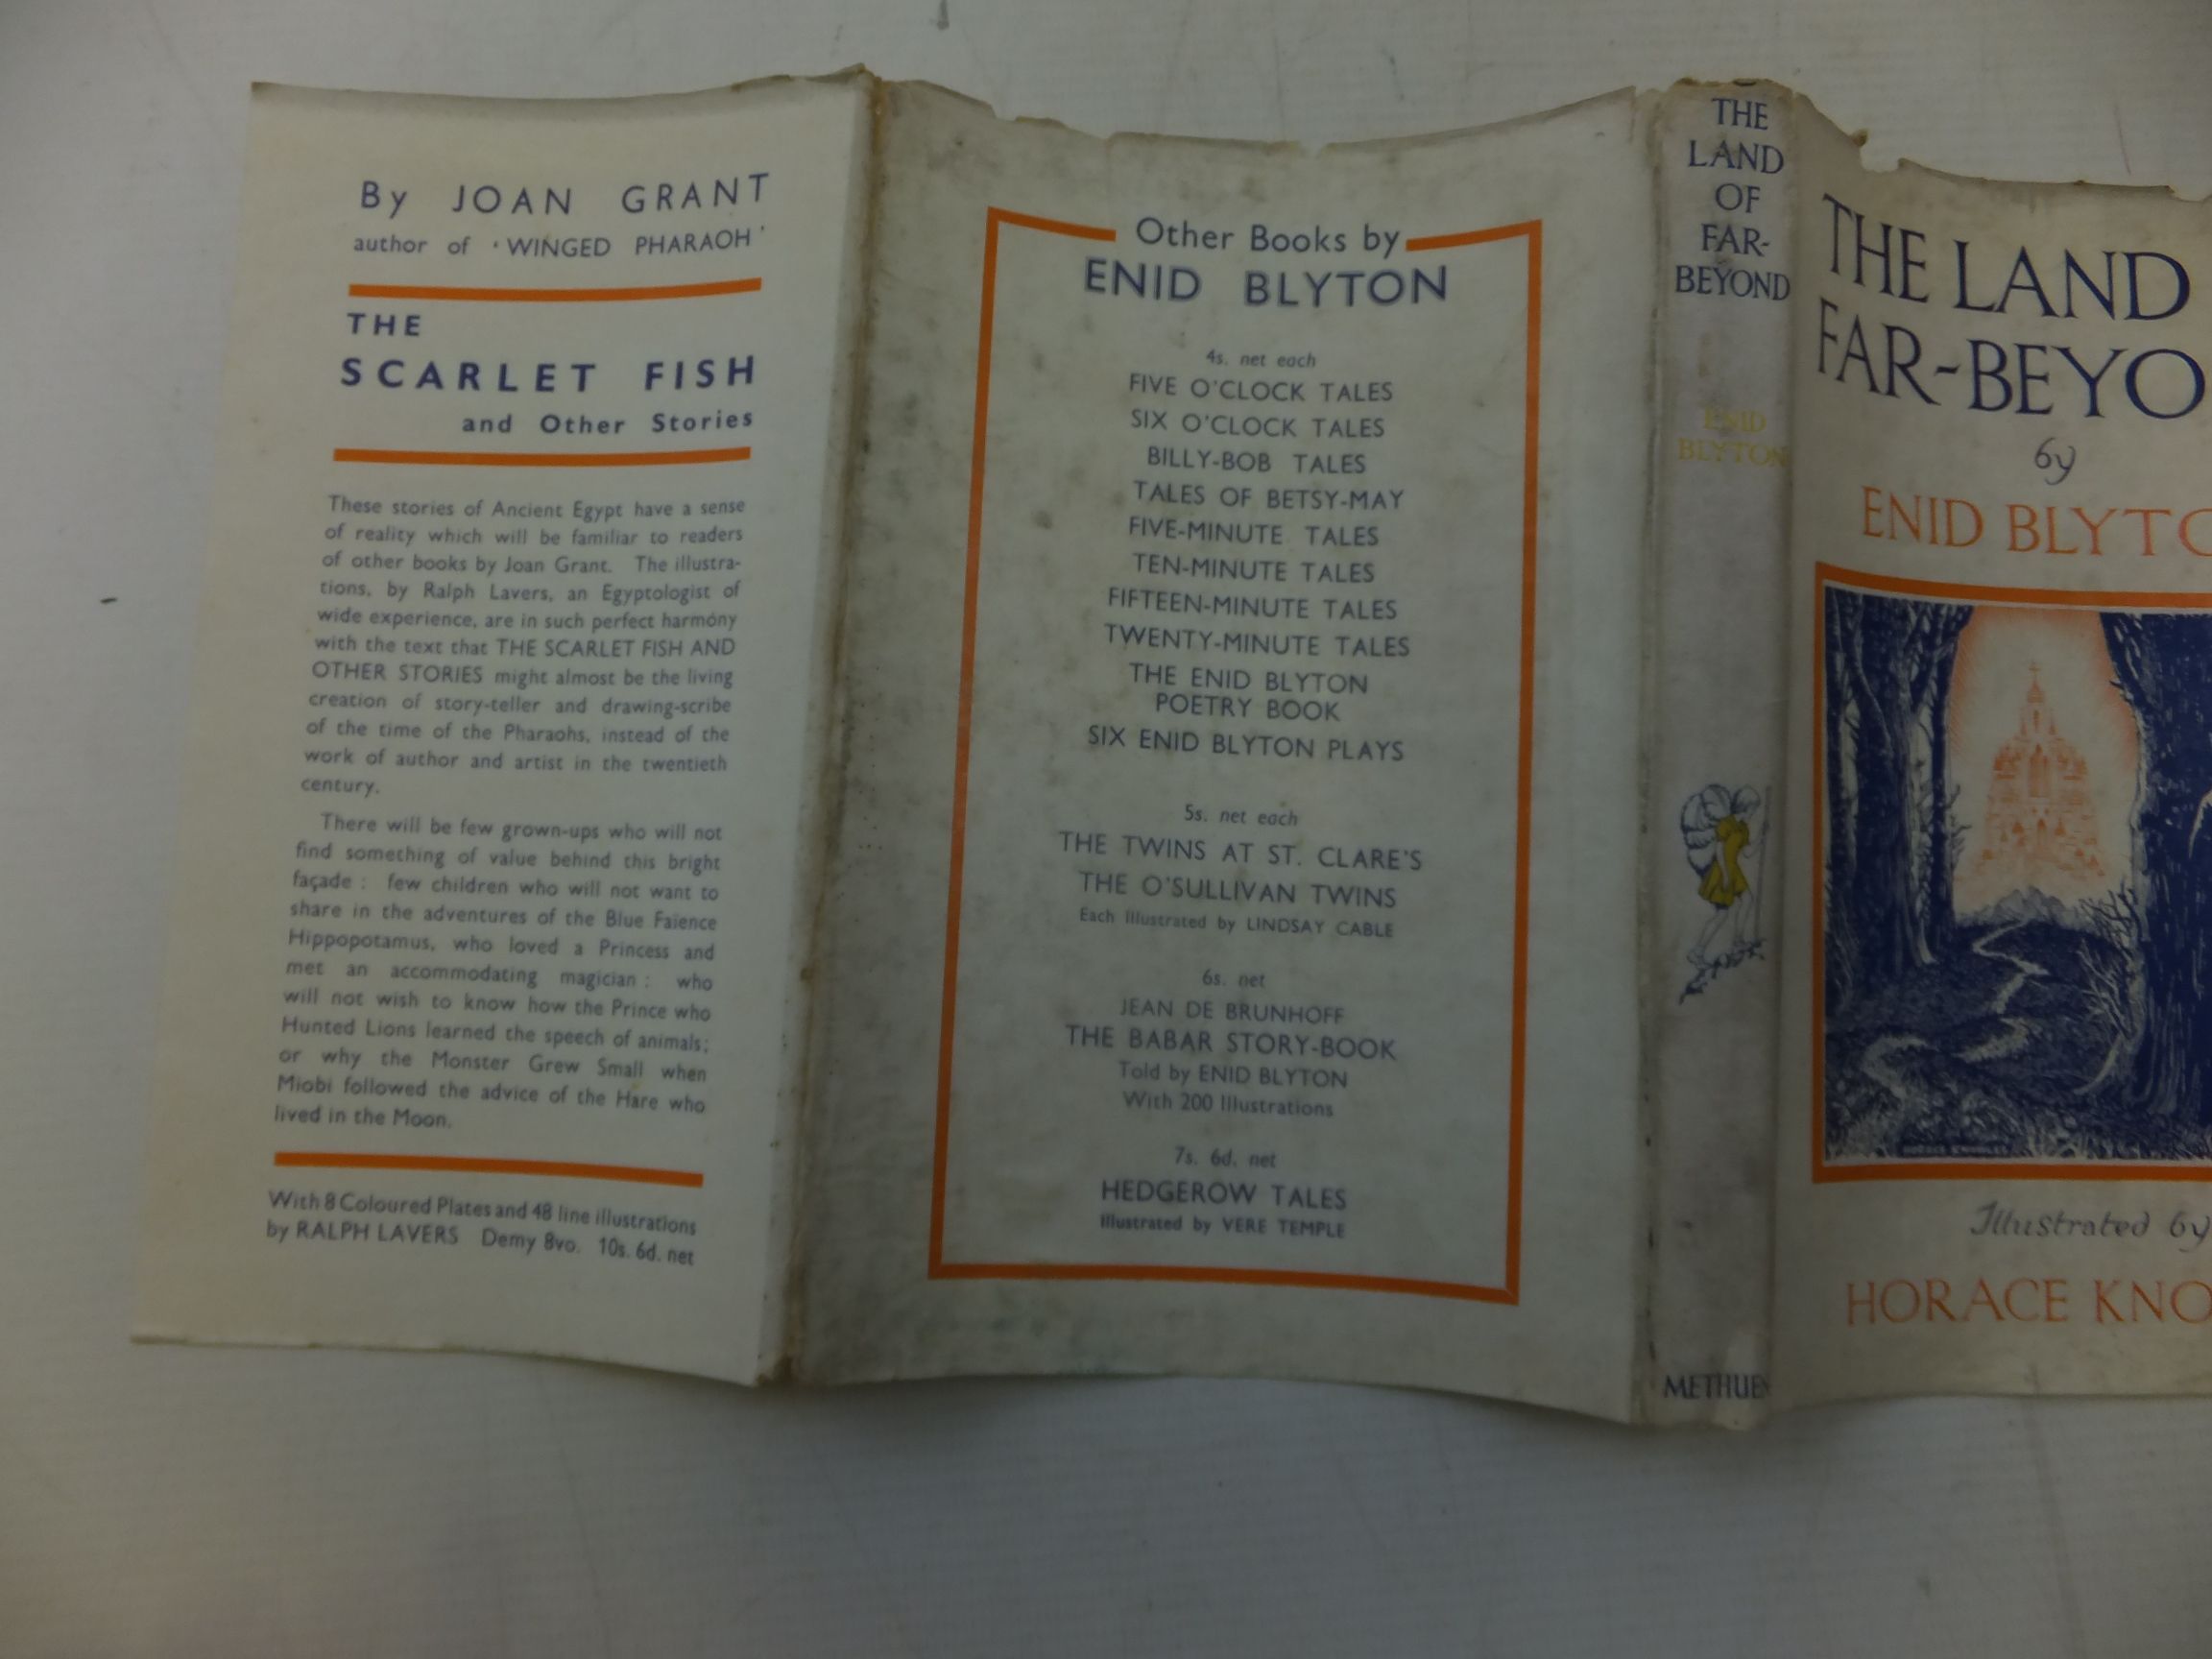 By JOAN GRANT
author of 'WINGED PHARAOH'
THE
SCARLET FISH
and Other Stories
These stories of Ancient Egypt have a sense
of reality which will be familiar to readers
of other books by Joan Grant. The illustra-
tions, by Ralph Lavers, an Egyptologist of
wide experience, are in such perfect harmony
with the text that THE SCARLET FISH AND
OTHER STORIES might almost be the living
creation of story-teller and drawing-scribe
of the time of the Pharaohs, instead of the
work of author and artist in the twentieth
century.
There will be few grown-ups who will not
find something of value behind this bright
façade : few children who will not want to
share in the adventures of the Blue Faïence
Hippopotamus, who loved a Princess and
met an accommodating magician : who
will not wish to know how the Prince who
Hunted Lions learned the speech of animals;
or why the Monster Grew Small when
Miobi followed the advice of the Hare who
lived in the Moon.
With 8 Coloured Plates and 48 line illustrations
by RALPH LAVERS Demy 8vo. 10s. 6d. net
Other Books by
ENID BLYTON
4s. net each
FIVE O'CLOCK TALES
SIX O'CLOCK TALES
BILLY-BOB TALES
TALES OF BETSY-MAY
FIVE-MINUTE TALES
TEN-MINUTE TALES
FIFTEEN-MINUTE TALES
TWENTY-MINUTE TALES
THE ENID BLYTON
POETRY BOOK
SIX ENID BLYTON PLAYS
5s. net each
THE TWINS AT ST. CLARE'S
THE O'SULLIVAN TWINS
Each Illustrated by LINDSAY CABLE
6s. net
JEAN DE BRUNHOFF
THE BABAR STORY-BOOK
Told by ENID BLYTON
With 200 Illustrations
7s. 6d. net
HEDGEROW TALES
Illustrated by VERE TEMPLE
THE
LAND
OF
FAR-
BEYOND
ENID
BLYTON
METHUEN
THE LAND
FAR-BEYO
by
ENID BLYTO
Illustrated by
HORACE KNO